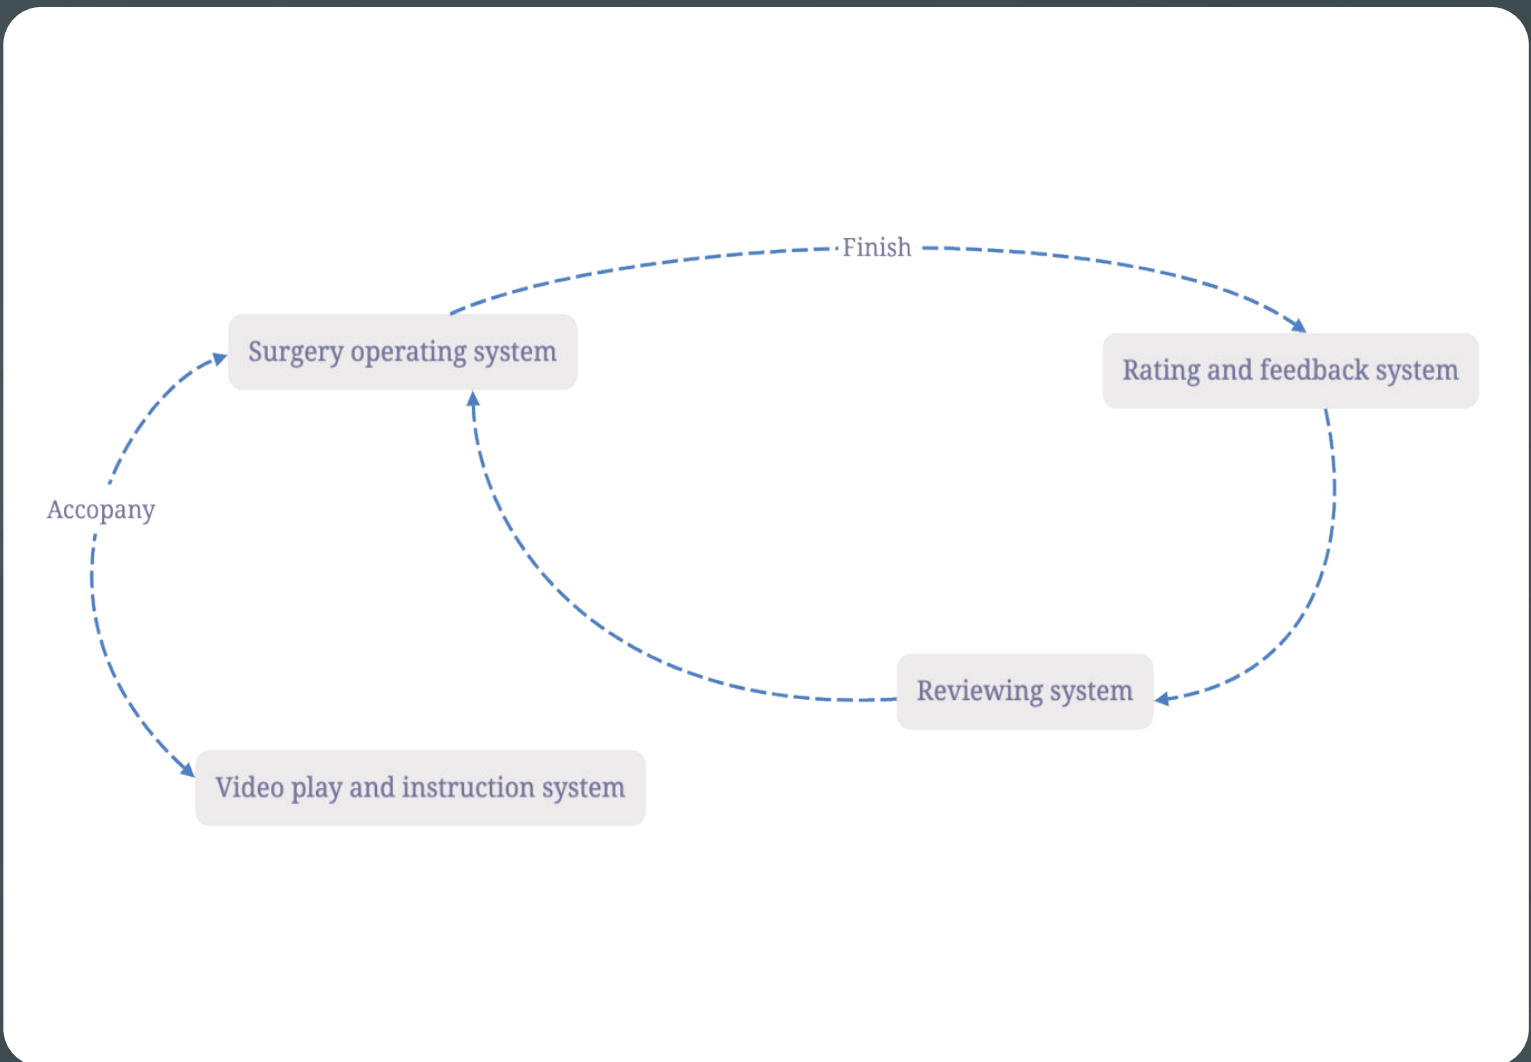 Finish
Surgery operating system
Rating and feedback system
Accopany
Reviewing system
Video play and instruction system